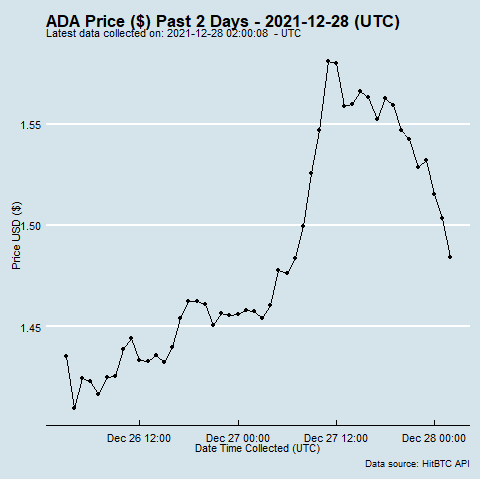 ADA Price ($) Past 2 Days - 2021-12-28 (UTC)
Latest data collected on: 2021-12-28 02:00:08 - UTC
1.55
1.50
1.45
Price USD ($)
Dec 26 12:00 Dec 27 00:00 Dec 27 12:00 Dec 28 00:00
Date Time Collected (UTC)
Data source: HitBTC API